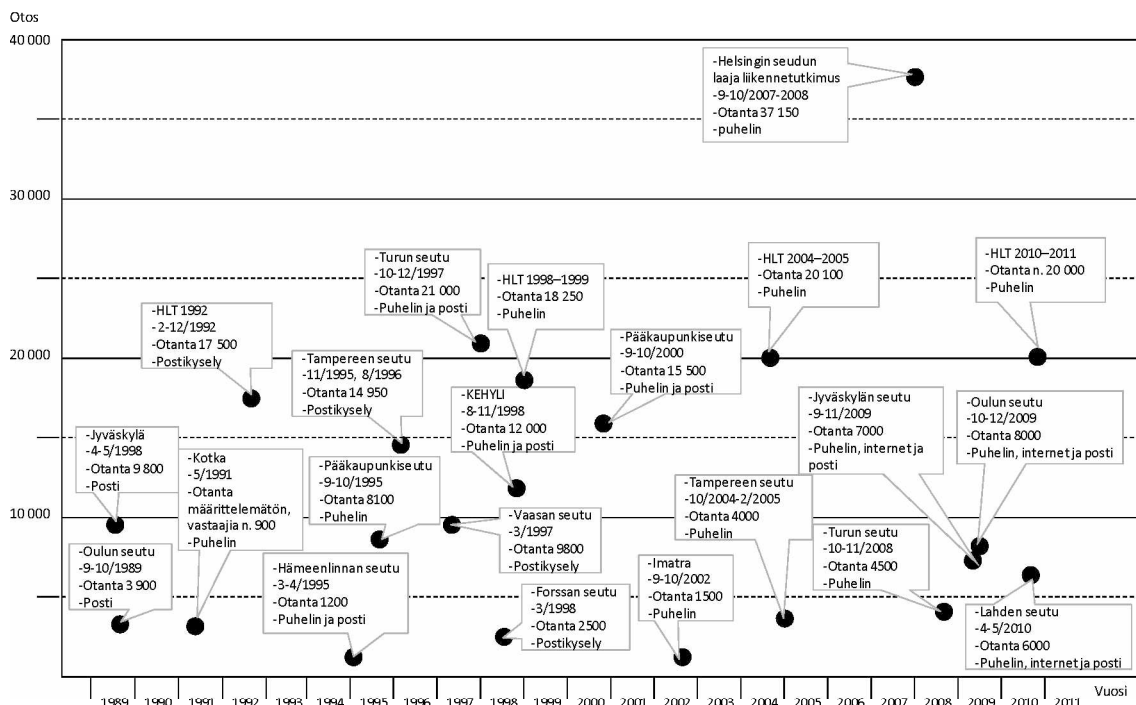 Otos
40 000
-Helsingin seudun
laaja liikennetutkimus
-9-10/2007-2008
-Otanta 37 150
-puhelin
30 000
-Turun seutu
-10-12/1997
-Otanta 21 000
-Puhelin ja posti
-HLT 1998–1999
-Otanta 18 250
-Puhelin
-HLT 2004–2005
-Otanta 20 100
-Puhelin
-HLT 2010–2011
-Otanta n. 20 000
-Puhelin
-HLT 1992
-2-12/1992
-Otanta 17 500
-Postikysely
20 000
-Tampereen seutu
-11/1995, 8/1996
-Otanta 14 950
-Postikysely
-Pääkaupunkiseutu
-9-10/2000
-Otanta 15 500
-Puhelin ja posti
-KEHYLI
-8-11/1998
-Otanta 12 000
-Puhelin ja posti
-Jyväskylän seutu
-9-11/2009
-Otanta 7000
-Puhelin, internet ja
posti
-Oulun seutu
-10-12/2009
-Otanta 8000
-Puhelin, internet ja posti
-Jyväskylä
-4-5/1998
-Otanta 9 800
-Posti
-Kotka
-5/1991
-Otanta
määrittelemätön,
vastaajia n. 900
-Puhelin
-Pääkaupunkiseutu
-9-10/1995
-Otanta 8100
-Puhelin
-Tampereen seutu
-10/2004-2/2005
-Otanta 4000
-Puhelin
10 000
-Vaasan seutu
-3/1997
-Otanta 9800
-Postikysely
-Turun seutu
-10-11/2008
-Otanta 4500
-Puhelin
-Oulun seutu
-9-10/1989
-Otanta 3 900
-Posti
-Hämeenlinnan seutu
-3-4/1995
-Otanta 1200
-Puhelin ja posti
-Imatra
-9-10/2002
-Otanta 1500
-Puhelin
-Forssan seutu
-3/1998
-Otanta 2500
-Postikysely
-Lahden seutu
-4-5/2010
-Otanta 6000
-Puhelin, internet ja posti
Vuosi
1989 1990 1991 1992 1993 1994 1995 1996 1997 1998 1999 2000 2001 2002 2003 2004 2005 2006 2007 2008 2009 2010 2011